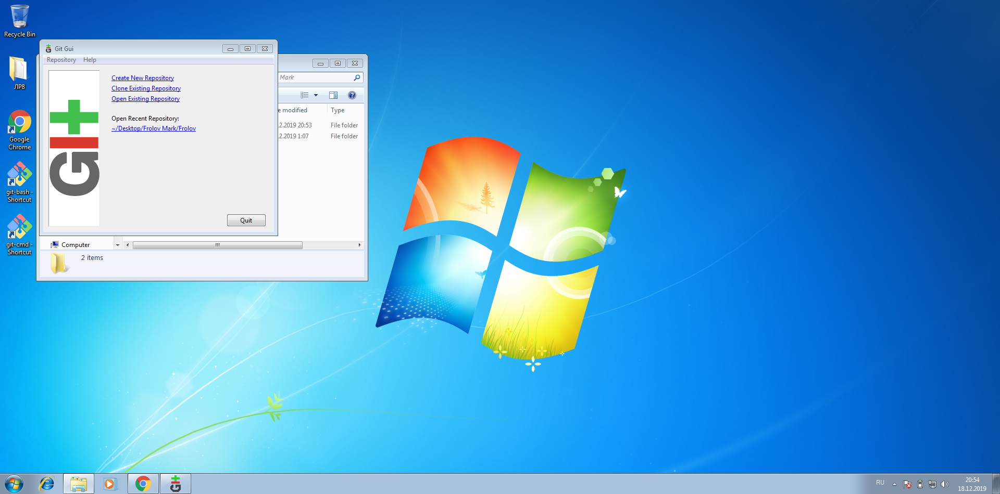 Recycle Bin
ЛР8
Google
Chrome
git-bash -
Shortcut
git-cmd -
Shortcut
Git Gui
Repository Help
GIt
Create New Repository
Clone Existing Repository
Open Existing Repository
Open Recent Repository:
~/Desktop/Frolov Mark/Frolov
Quit
Mark
e modified Type
.2.2019 20:53 File folder
.2.2019 1:07 File folder
Computer
2 items
RU
20:54
18.12.2019